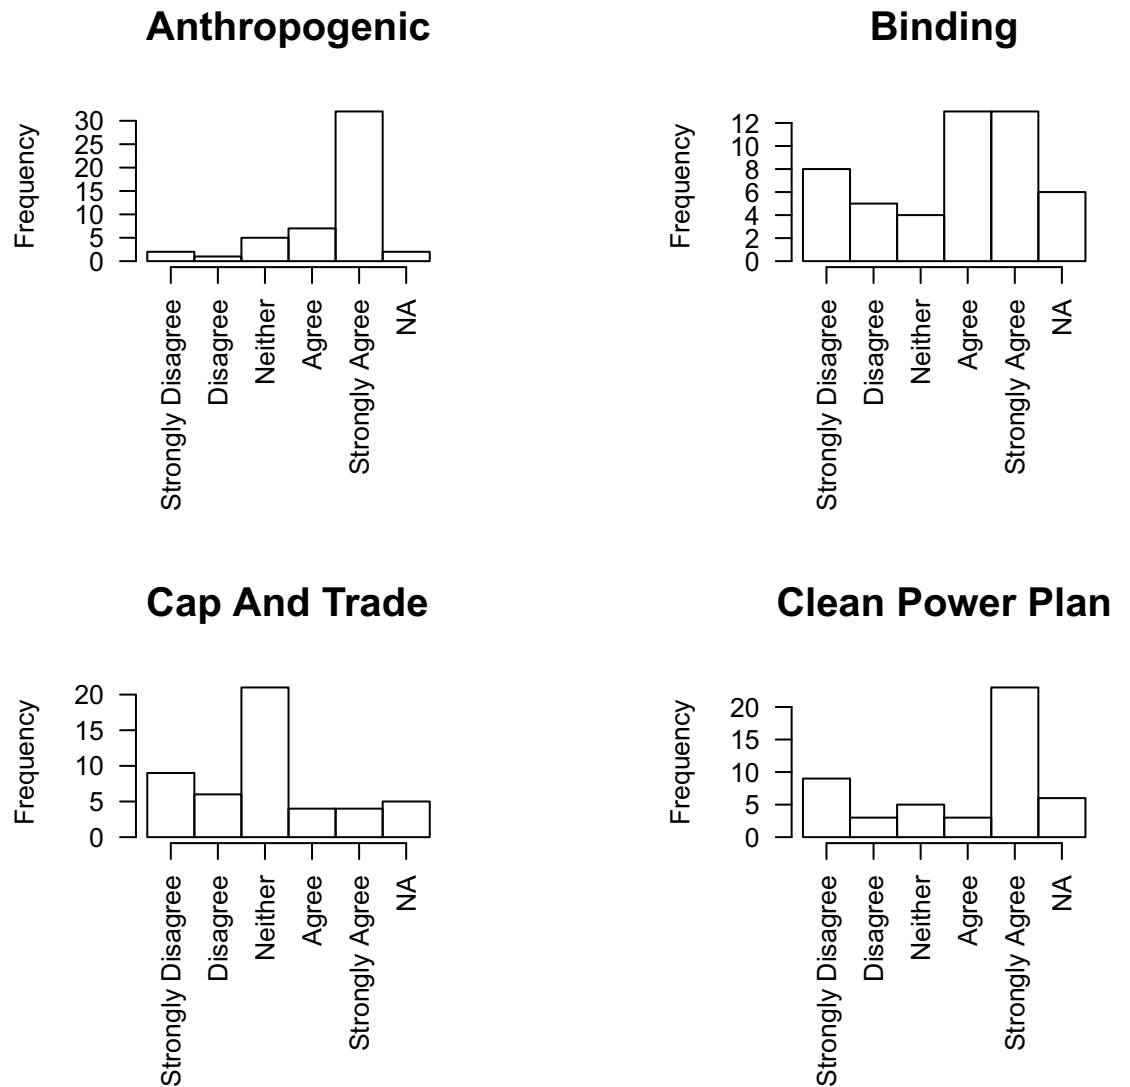 Anthropogenic
Frequency
30
25
20
15
10
5
0
Strongly Disagree
Disagree
Neither
Agree
Strongly Agree
NA
Binding
Frequency
12
10
8
6
4
2
0
Strongly Disagree
Disagree
Neither
Agree
Strongly Agree
NA
Cap And Trade
Frequency
20
15
10
5
0
Strongly Disagree
Disagree
Neither
Agree
Strongly Agree
NA
Clean Power Plan
Frequency
20
15
10
5
0
Strongly Disagree
Disagree
Neither
Agree
Strongly Agree
NA